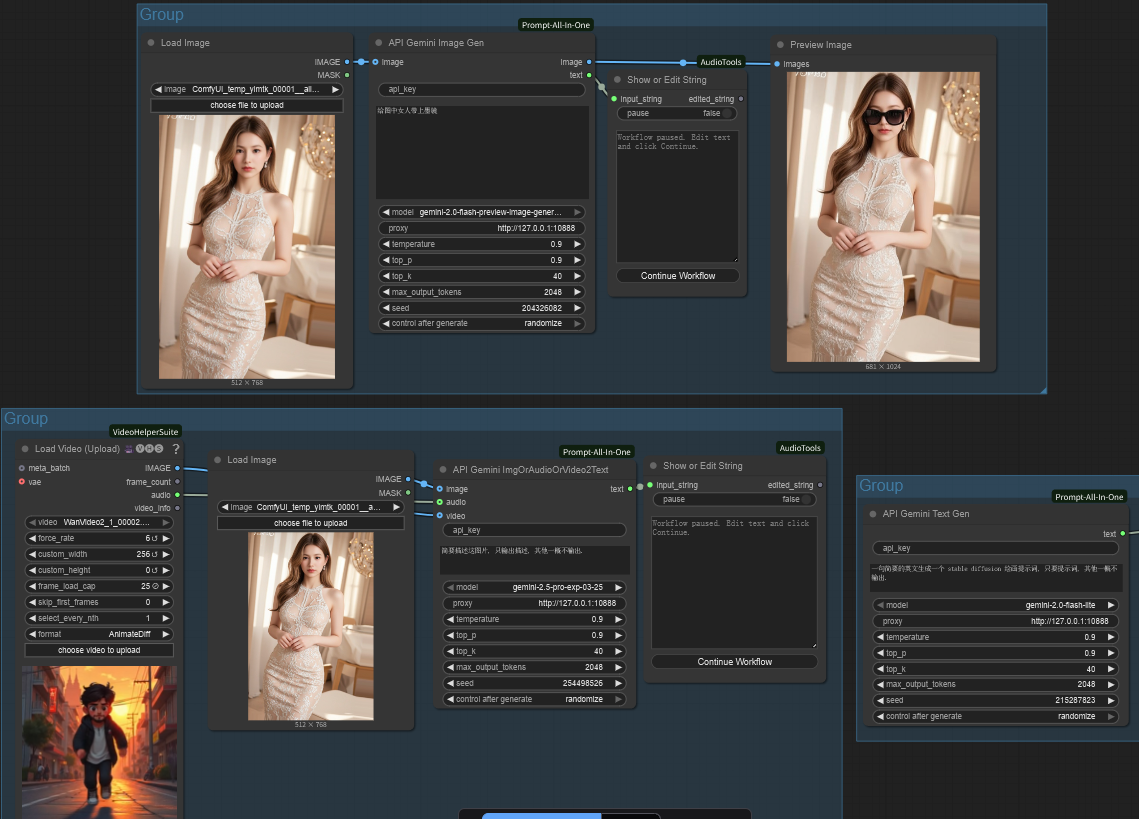 Group
Prompt-All-In-One
Load Image
IMAGE
MASK
image ComfyUI_temp_ylmtk_00001__all...
choose file to upload
512 × 768
API Gemini Image Gen
image
image
text
api_key
给图中女人带上墨镜
model gemini-2.0-flash-preview-image-gener...
proxy http://127.0.0.1:10888
temperature 0.9
top_p 0.9
top_k 40
max_output_tokens 2048
seed 204326082
control after generate randomize
AudioTools
Show or Edit String
input_string edited_string
pause false
Workflow paused. Edit text
and click Continue.
Continue Workflow
Preview Image
images
681 × 1024
Group
VideoHelperSuite
Load Video (Upload) VHS ?
meta_batch IMAGE
vae frame_count
audio
video_info
video WanVideo2_1_00002....
force_rate 6
custom_width 256
custom_height 0
frame_load_cap 25
skip_first_frames 0
select_every_nth 1
format AnimateDiff
choose video to upload
Load Image
IMAGE
MASK
image ComfyUI_temp_ylmtk_00001__a...
choose file to upload
512 × 768
Prompt-All-In-One
API Gemini ImgOrAudioOrVideo2Text
image text
audio
video
api_key
简要描述这图片, 只输出描述, 其他一概不输出.
model gemini-2.5-pro-exp-03-25
proxy http://127.0.0.1:10888
temperature 0.9
top_p 0.9
top_k 40
max_output_tokens 2048
seed 254498526
control after generate randomize
AudioTools
Show or Edit String
input_string edited_string
pause false
Workflow paused. Edit text and click
Continue.
Continue Workflow
Group
Prompt-All-In-One
API Gemini Text Gen
text
api_key
一句简要的英文生成一个 stable diffusion 绘画提示词, 只要提示词, 其他一概不
输出.
model gemini-2.0-flash-lite
proxy http://127.0.0.1:10888
temperature 0.9
top_p 0.9
top_k 40
max_output_tokens 2048
seed 215287823
control after generate randomize